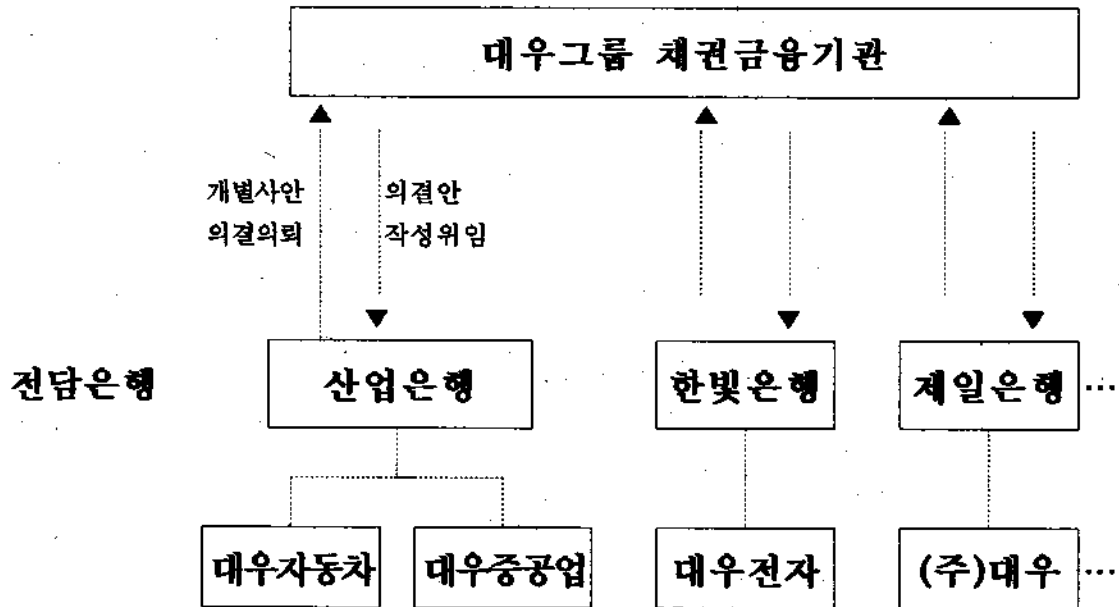 대우그룹 채권금융기관
개별사안 의결안
의결의뢰 작성위임
전담은행 산업은행 한빛은행 제일은행 ...
대우자동차 대우중공업 대우전자 (주)대우 ...